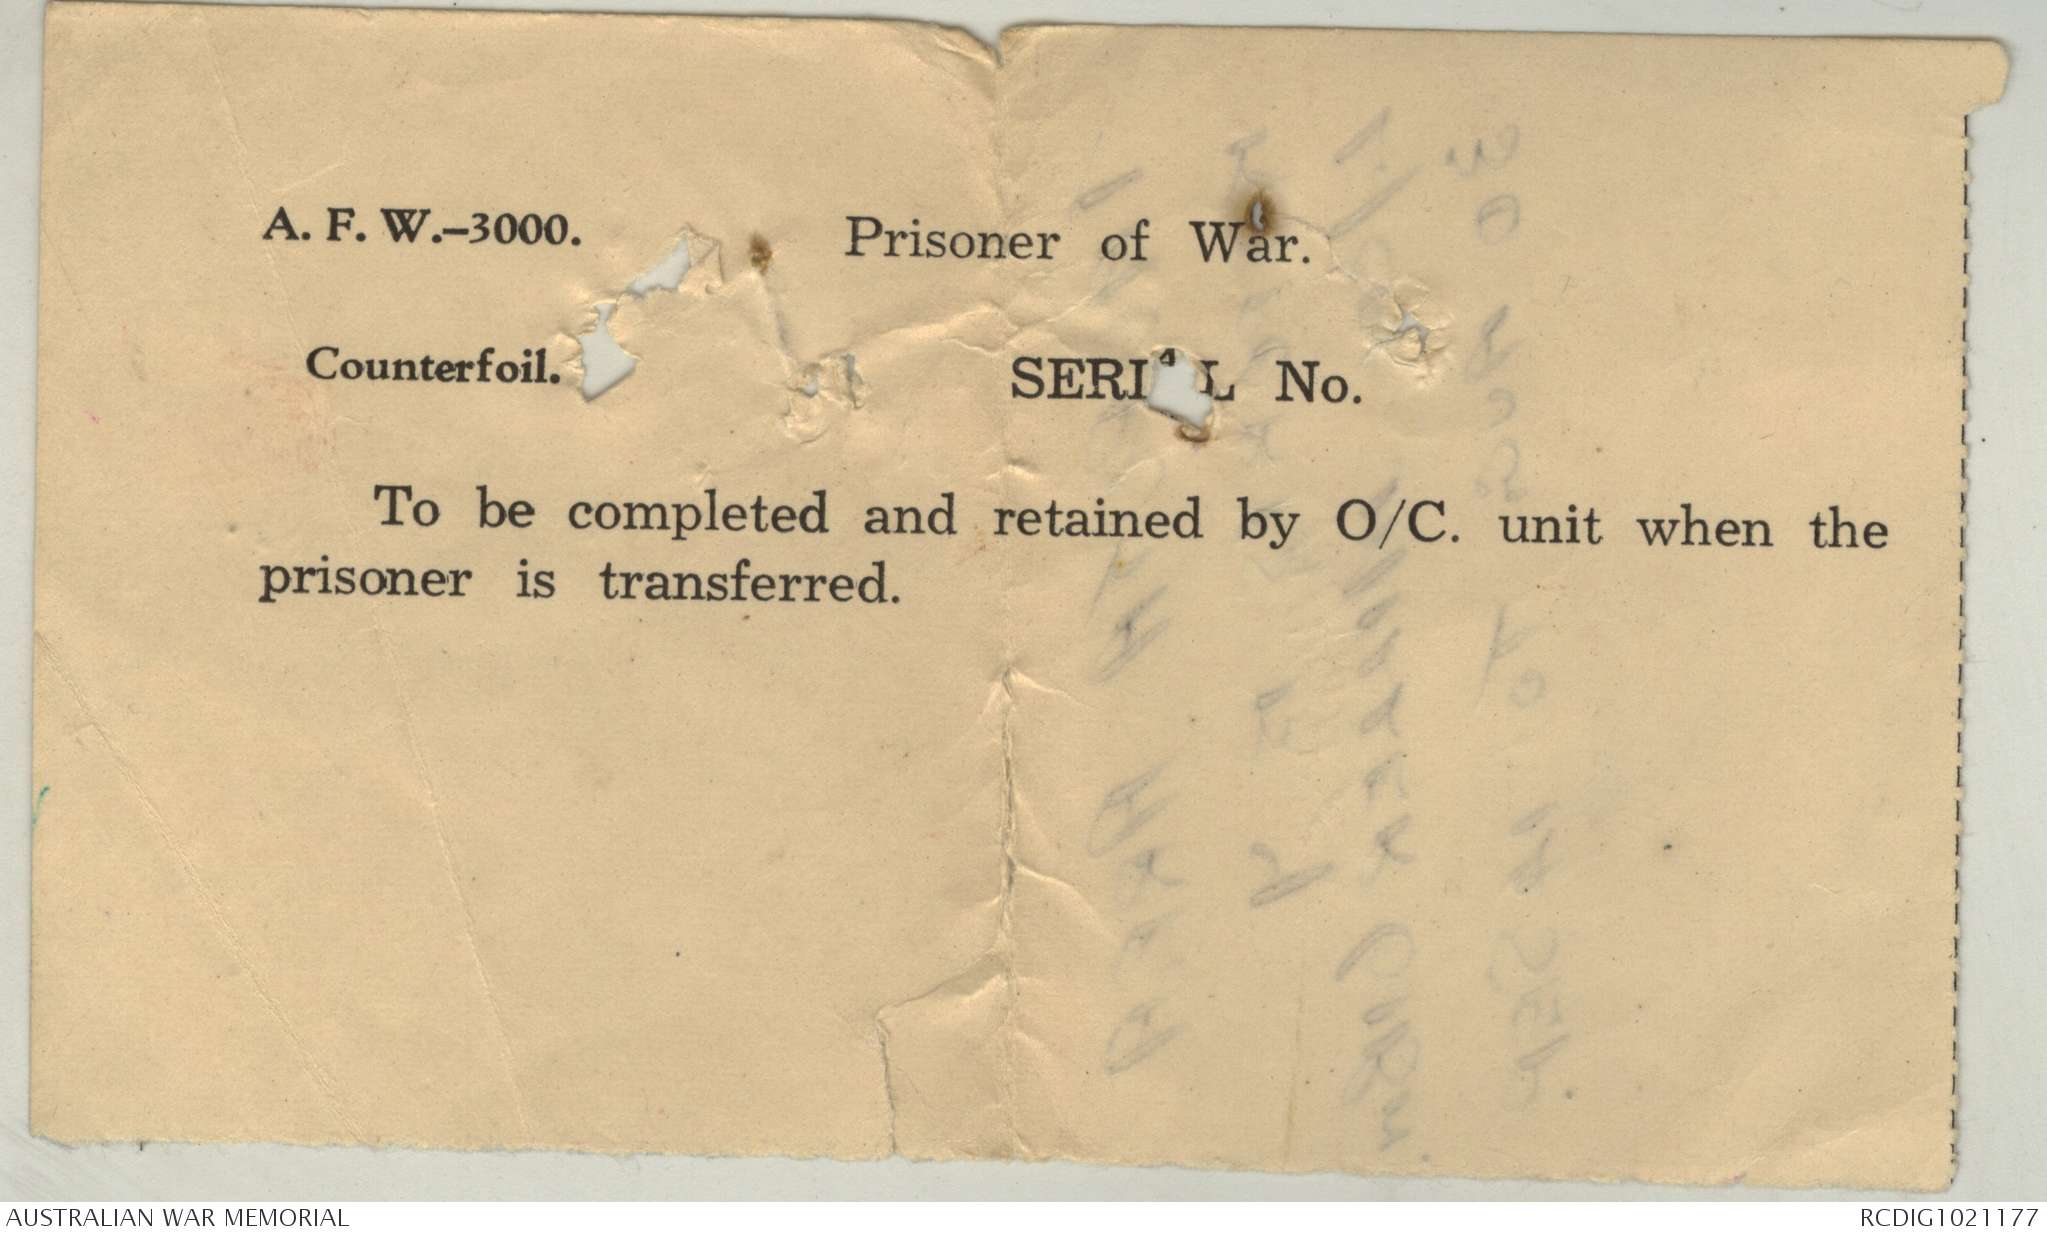 A. F. W.–3000. Prisoner of War.
Counterfoil. SERIAL No.
To be completed and retained by O/C. unit when the
prisoner is transferred.
AUSTRALIAN WAR MEMORIAL
RCDIG1021177